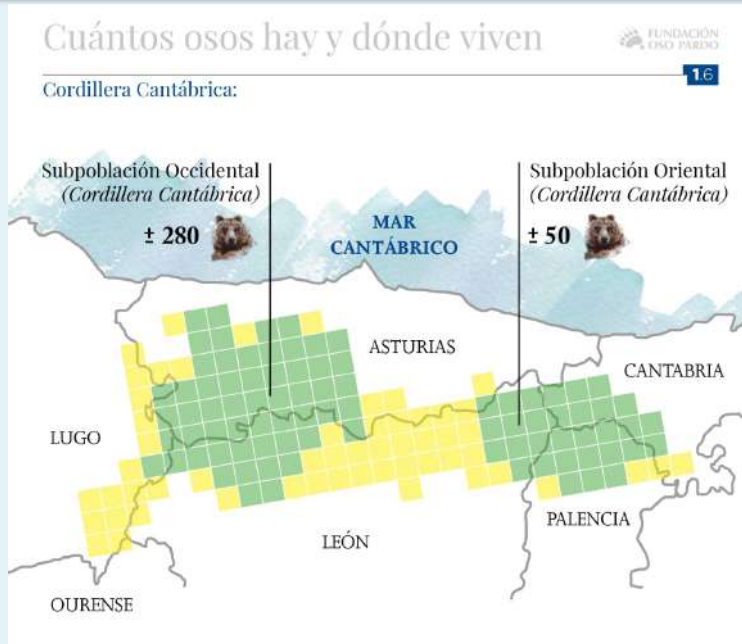 Cuántos osos hay y dónde viven
FUNDACIÓN
OSO PARDO
1.6
Cordillera Cantábrica:
Subpoblación Occidental
(Cordillera Cantábrica)
± 280
Subpoblación Oriental
(Cordillera Cantábrica)
± 50
MAR
CANTÁBRICO
ASTURIAS
CANTABRIA
LUGO
PALENCIA
LEÓN
OURENSE